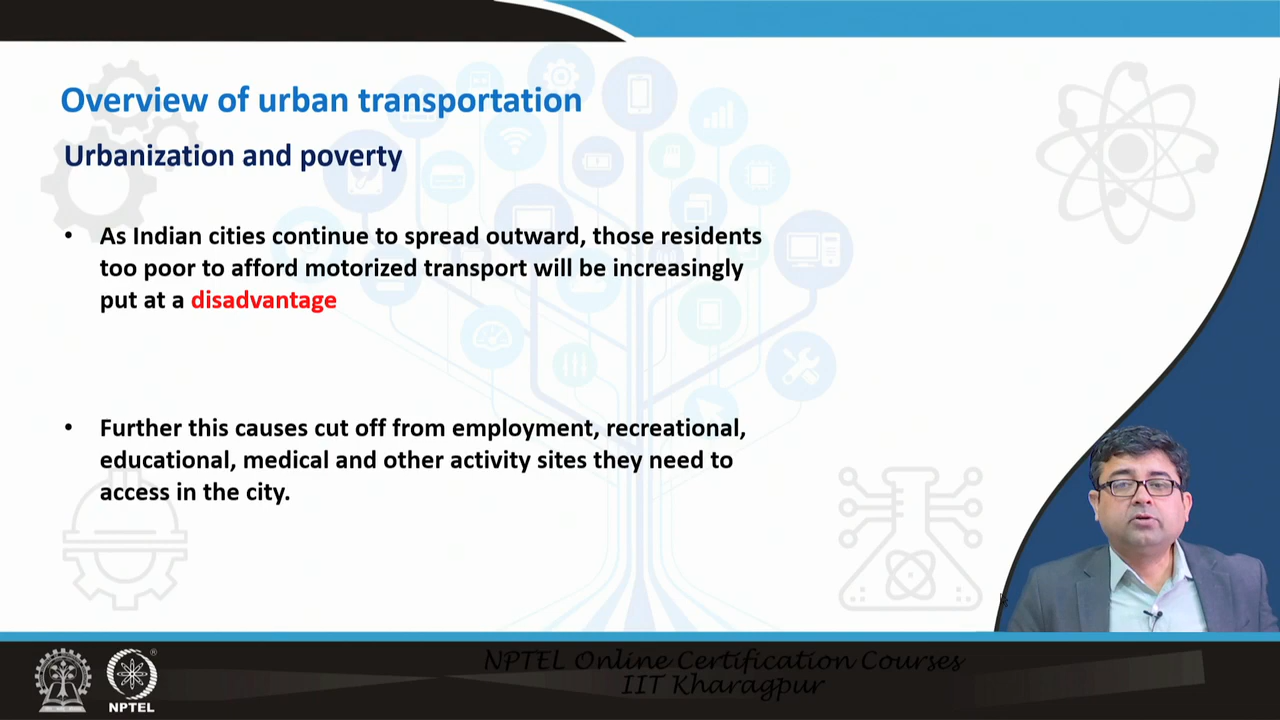 Overview of urban transportation
Urbanization and poverty
• As Indian cities continue to spread outward, those residents
too poor to afford motorized transport will be increasingly
put at a disadvantage
• Further this causes cut off from employment, recreational,
educational, medical and other activity sites they need to
access in the city.
NPTEL Online Certification Courses
IIT Kharagpur
NPTEL
®